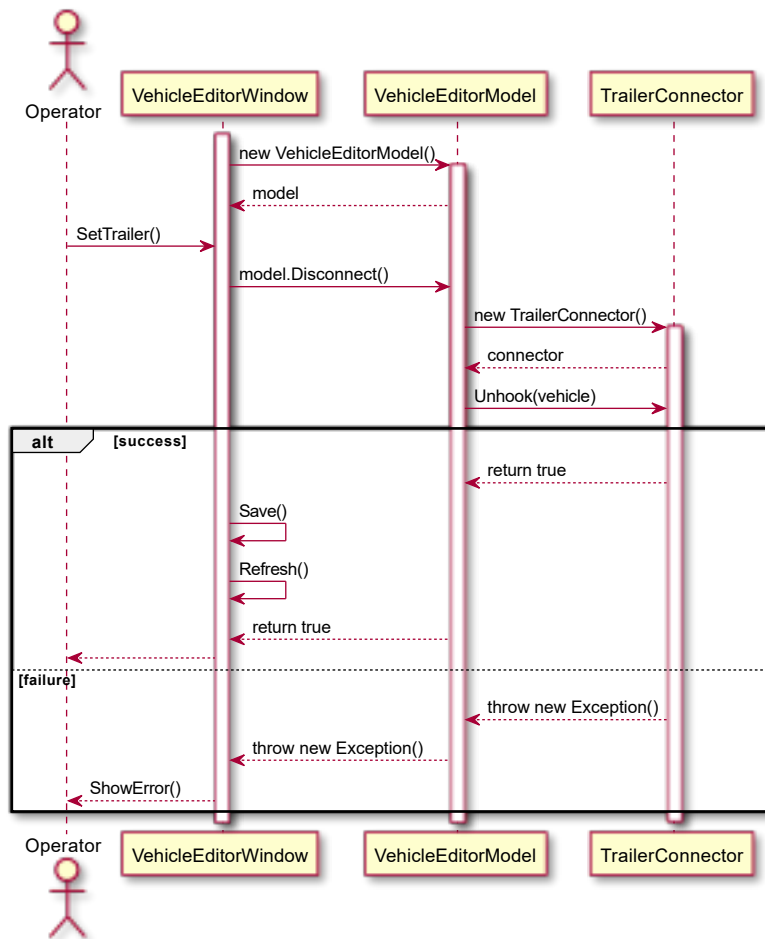 Operator
VehicleEditorWindow
VehicleEditorModel
TrailerConnector
new VehicleEditorModel()
model
SetTrailer()
model.Disconnect()
new TrailerConnector()
connector
Unhook(vehicle)
alt
[success]
return true
Save()
Refresh()
return true
[failure]
throw new Exception()
throw new Exception()
ShowError()
Operator
VehicleEditorWindow
VehicleEditorModel
TrailerConnector